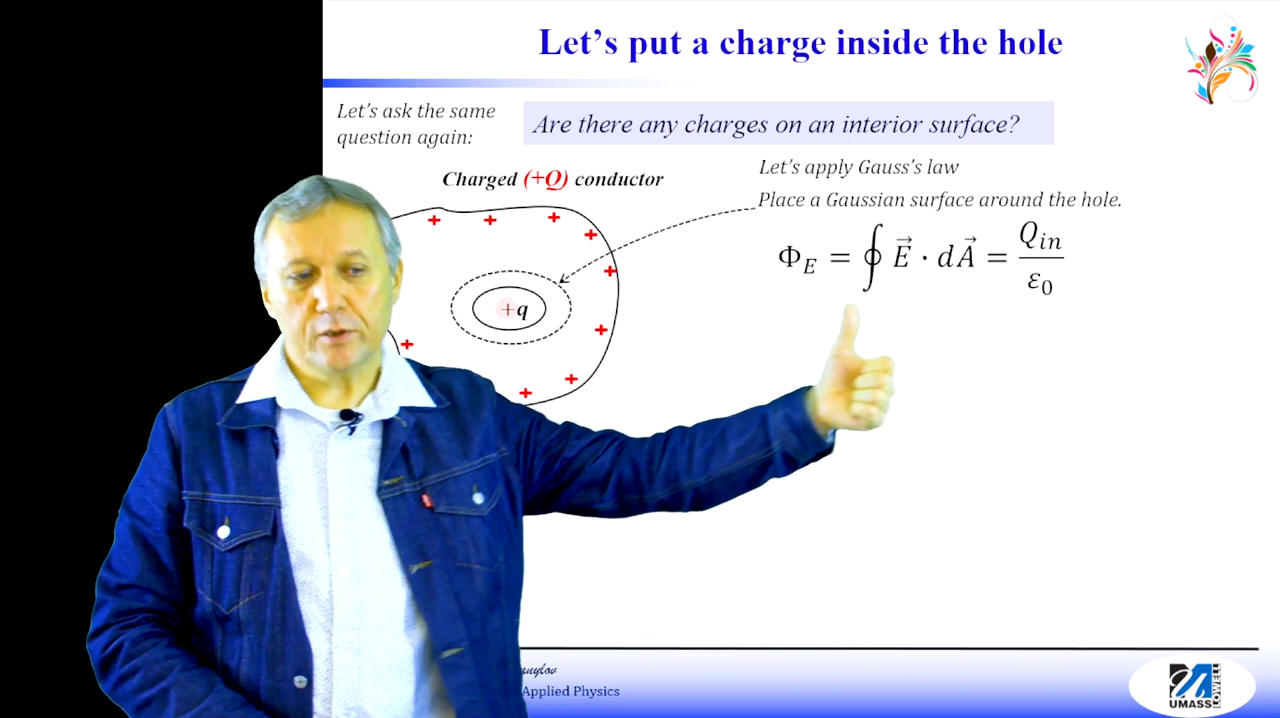 Let's put a charge inside the hole
Let's ask the same
question again:
Are there any charges on an interior surface?
Charged (+Q) conductor
Let's apply Gauss's law
Place a Gaussian surface around the hole.
Φ_E = ∮ E⃗ · dA⃗ = Q_in / ε_0
+q
Applied Physics
UMASS
LOWELL